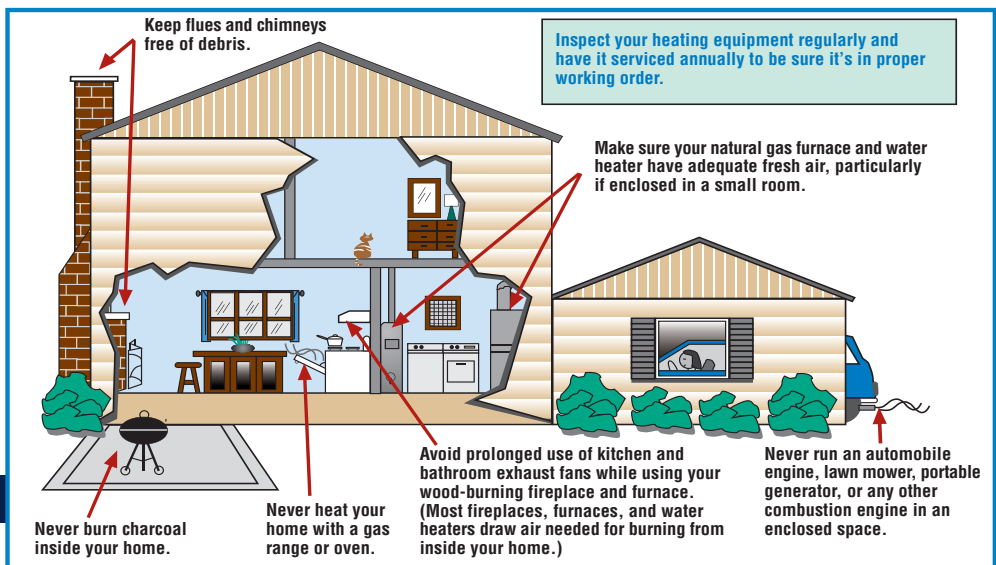 Keep flues and chimneys
free of debris.
Inspect your heating equipment regularly and
have it serviced annually to be sure it's in proper
working order.
Make sure your natural gas furnace and water
heater have adequate fresh air, particularly
if enclosed in a small room.
Never burn charcoal
inside your home.
Never heat your
home with a gas
range or oven.
Avoid prolonged use of kitchen and
bathroom exhaust fans while using your
wood-burning fireplace and furnace.
(Most fireplaces, furnaces, and water
heaters draw air needed for burning from
inside your home.)
Never run an automobile
engine, lawn mower, portable
generator, or any other
combustion engine in an
enclosed space.